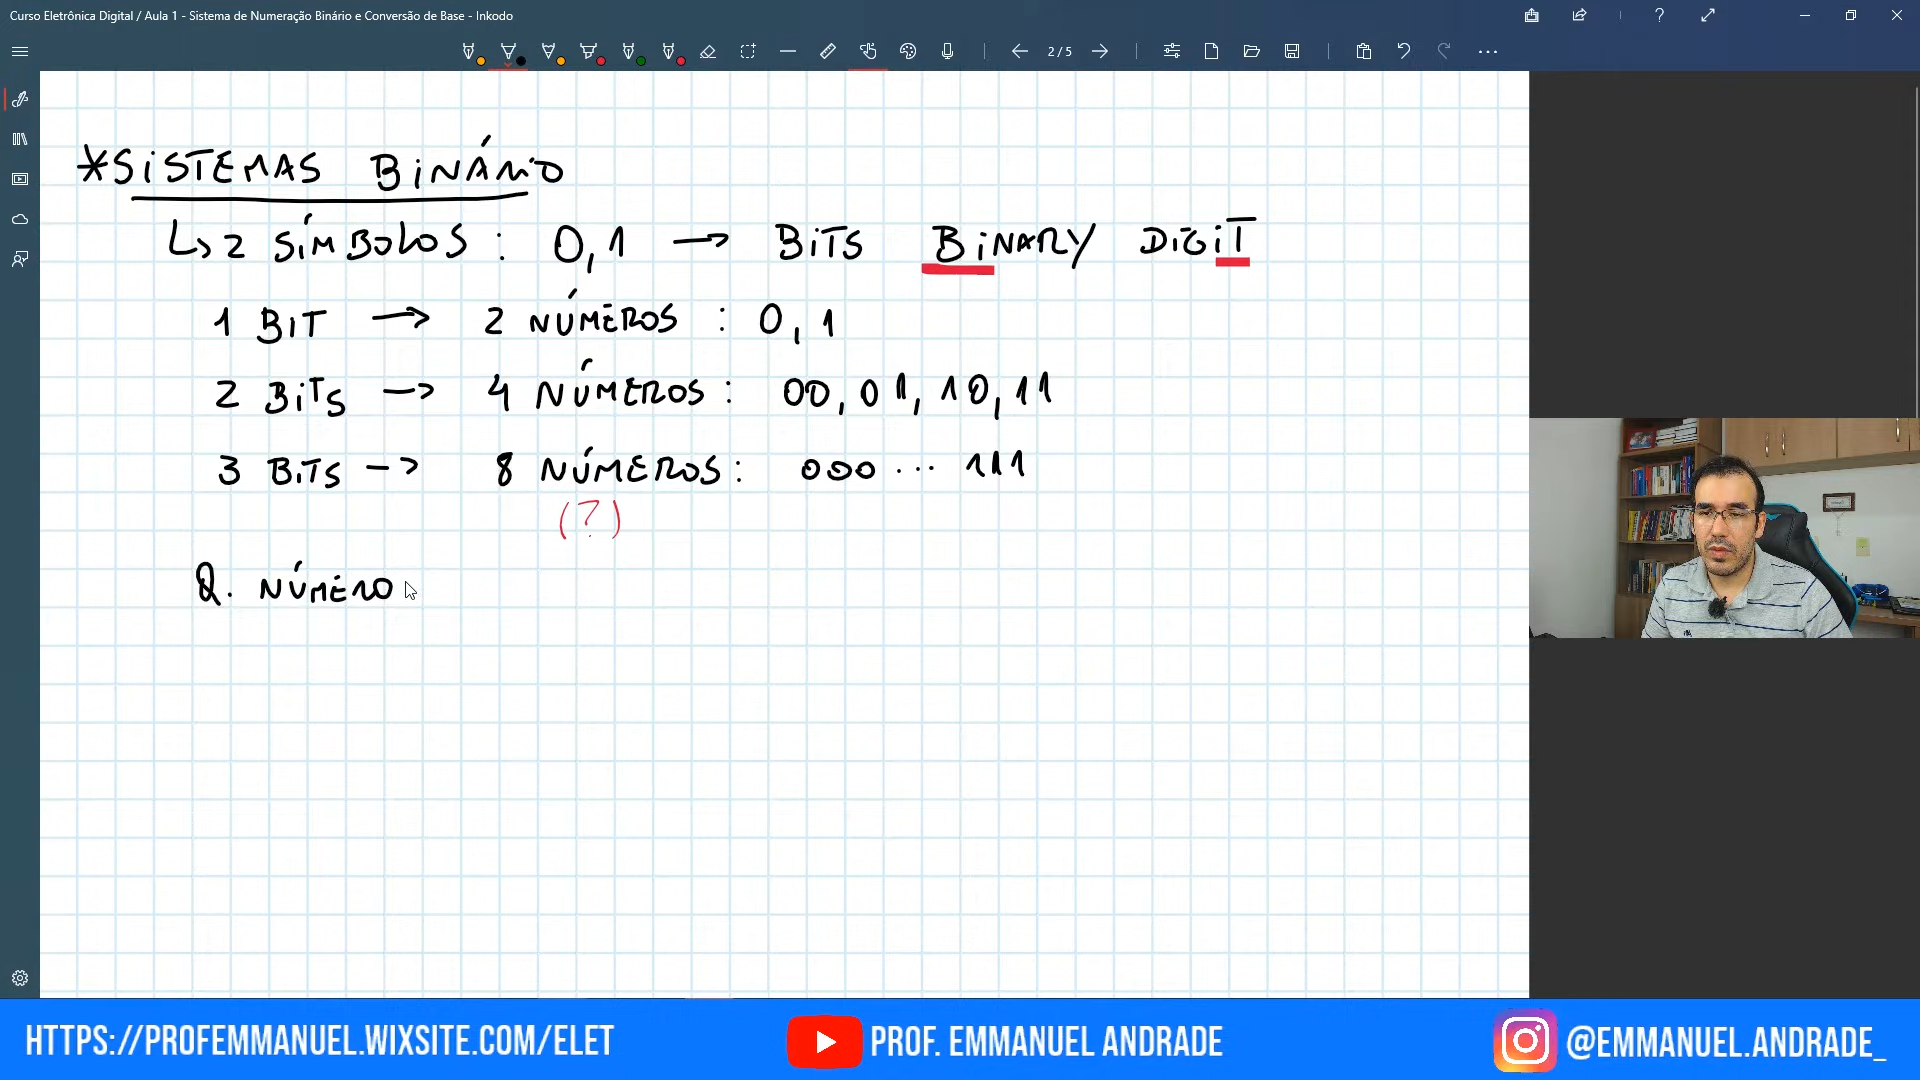 Curso Eletrônica Digital / Aula 1 - Sistema de Numeração Binário e Conversão de Base - Inkodo
2 / 5
*SISTEMAS BINÁRIO
↳ 2 SÍMBOLOS : 0,1 → BITS BINARY DIGIT
1 BIT → 2 NÚMEROS : 0,1
2 BITS → 4 NÚMEROS : 00,01,10,11
3 BITS → 8 NÚMEROS : 000 ... 111
(?)
Q. NÚMERO
HTTPS://PROFEMMANUEL.WIXSITE.COM/ELET
PROF. EMMANUEL ANDRADE
@EMMANUEL.ANDRADE_